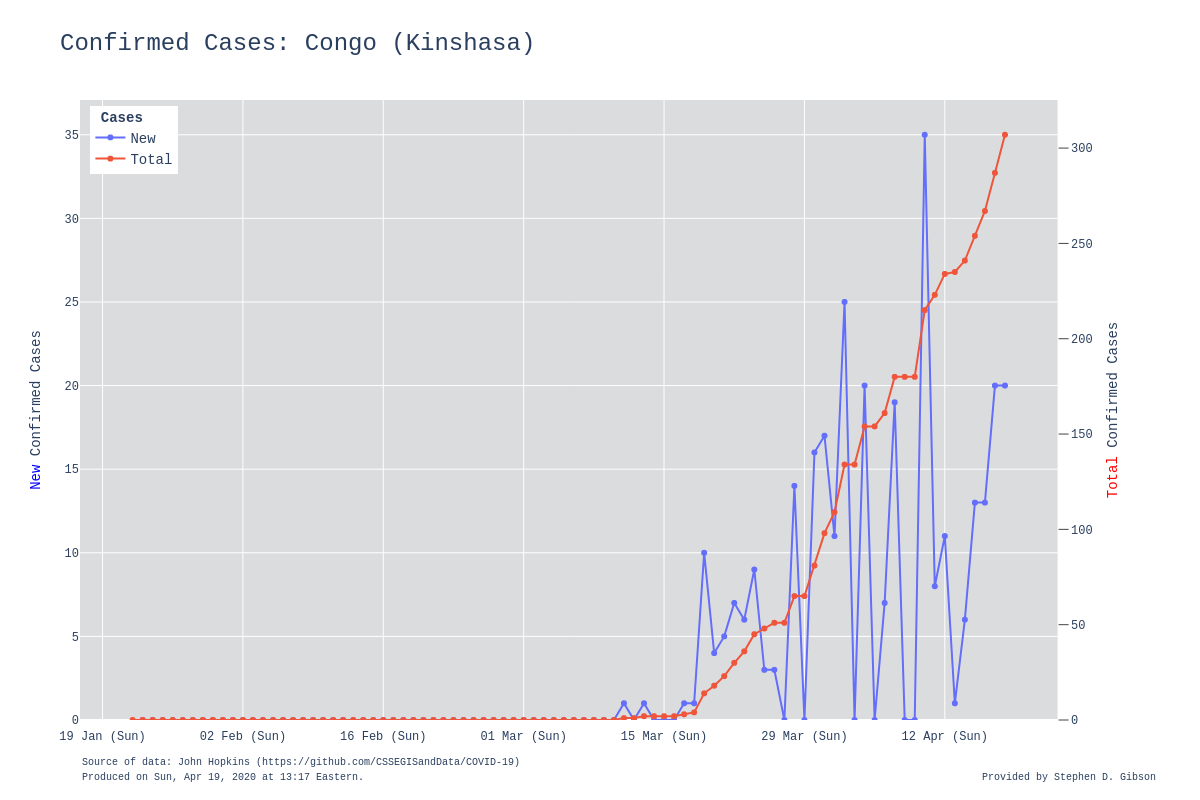 Confirmed Cases: Congo (Kinshasa)
Cases
New
Total
35
30
25
20
15
10
5
0
300
250
200
150
100
50
0
New Confirmed Cases
Total Confirmed Cases
19 Jan (Sun)
02 Feb (Sun)
16 Feb (Sun)
01 Mar (Sun)
15 Mar (Sun)
29 Mar (Sun)
12 Apr (Sun)
Source of data: John Hopkins (https://github.com/CSSEGISandData/COVID-19)
Produced on Sun, Apr 19, 2020 at 13:17 Eastern.
Provided by Stephen D. Gibson